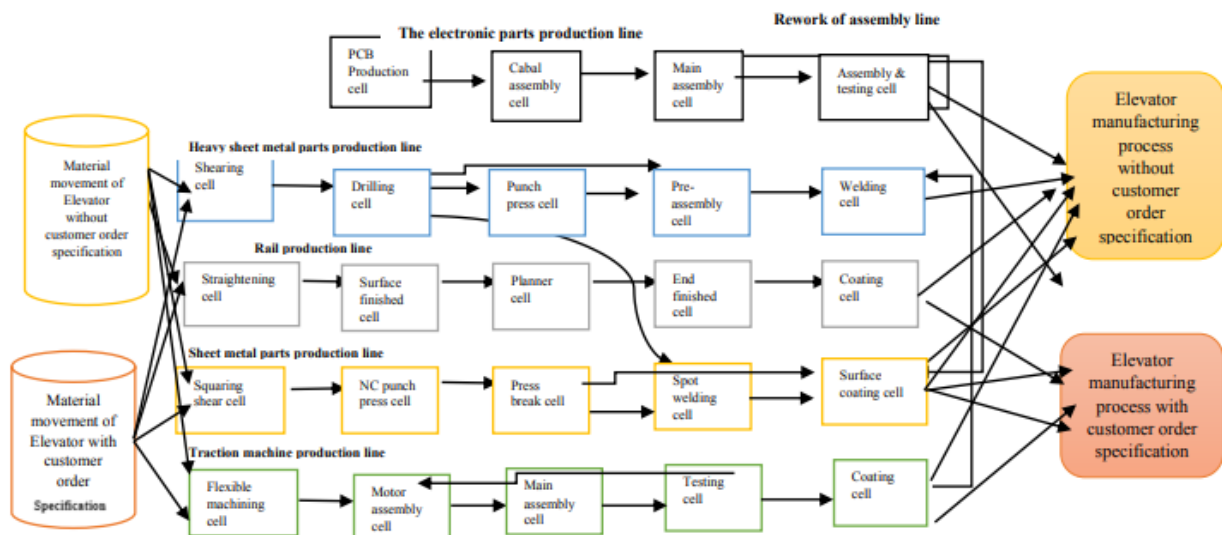 Rework of assembly line
The electronic parts production line
PCB
Production
cell
Cabal
assembly
cell
Main
assembly
cell
Assembly &
testing cell
Elevator
manufacturing
process
without
customer
order
specification
Material
movement of
Elevator
without
customer order
specification
Heavy sheet metal parts production line
Shearing
cell
Drilling
cell
Punch
press cell
Pre-
assembly
cell
Welding
cell
Rail production line
Straightening
cell
Surface
finished
cell
Planner
cell
End
finished
cell
Coating
cell
Sheet metal parts production line
Squaring
shear cell
NC punch
press cell
Press
break cell
Spot
welding
cell
Surface
coating cell
Elevator
manufacturing
process with
customer order
specification
Material
movement of
Elevator with
customer
order
Specification
Traction machine production line
Flexible
machining
cell
Motor
assembly
cell
Main
assembly
cell
Testing
cell
Coating
cell